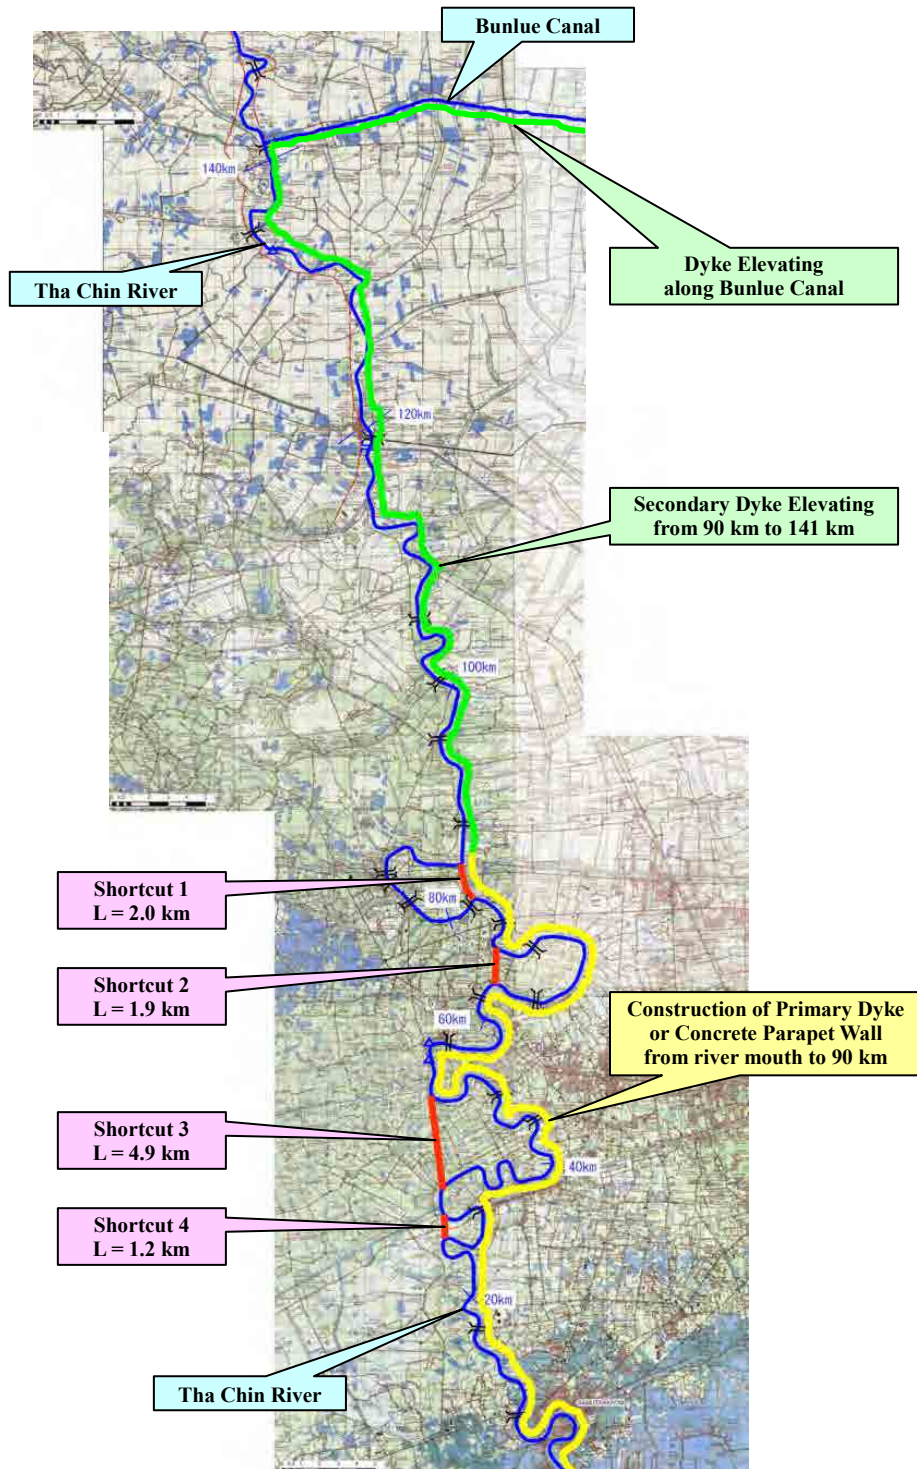 Bunlue Canal
140km
Dyke Elevating
along Bunlue Canal
Tha Chin River
120km
Secondary Dyke Elevating
from 90 km to 141 km
100km
Shortcut 1
L = 2.0 km
80km
Shortcut 2
L = 1.9 km
60km
Construction of Primary Dyke
or Concrete Parapet Wall
from river mouth to 90 km
Shortcut 3
L = 4.9 km
40km
Shortcut 4
L = 1.2 km
20km
Tha Chin River